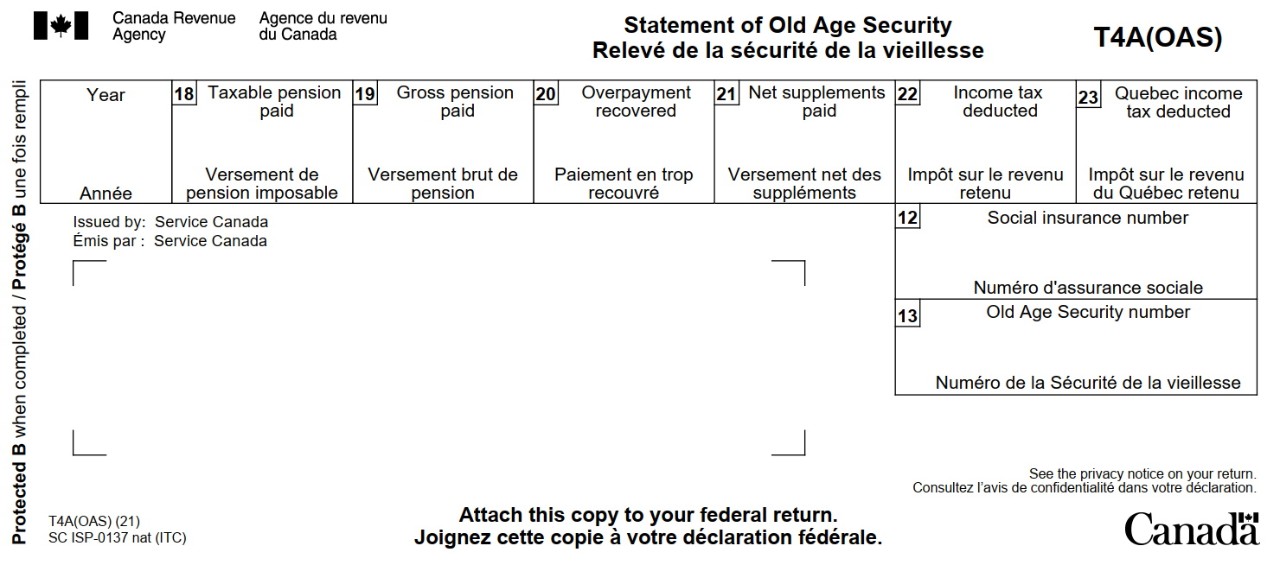 Canada Revenue Agence du revenu
Agency du Canada
Statement of Old Age Security
Relevé de la sécurité de la vieillesse
T4A(OAS)
Protected B when completed / Protégé B une fois rempli
Year
Année
18 Taxable pension
paid
Versement de
pension imposable
19 Gross pension
paid
Versement brut de
pension
20 Overpayment
recovered
Paiement en trop
recouvré
21 Net supplements
paid
Versement net des
suppléments
22 Income tax
deducted
Impôt sur le revenu
retenu
23 Quebec income
tax deducted
Impôt sur le revenu
du Québec retenu
Issued by: Service Canada
Émis par : Service Canada
12 Social insurance number
Numéro d'assurance sociale
13 Old Age Security number
Numéro de la Sécurité de la vieillesse
See the privacy notice on your return.
Consultez l’avis de confidentialité dans votre déclaration.
T4A(OAS) (21)
SC ISP-0137 nat (ITC)
Attach this copy to your federal return.
Joignez cette copie à votre déclaration fédérale.
Canada